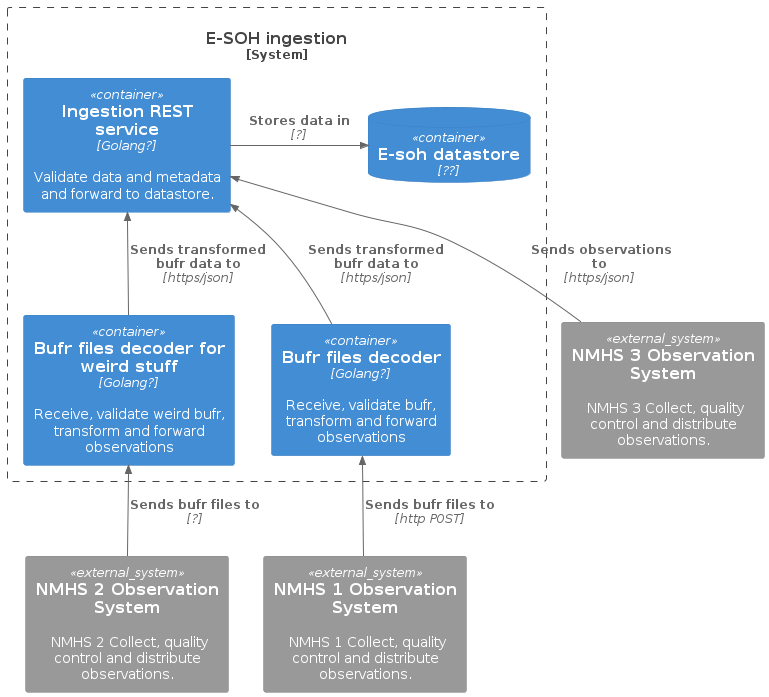 E-SOH ingestion
[System]
«container»
Ingestion REST
service
[Golang?]
Validate data and metadata
and forward to datastore.
Stores data in
[?]
«container»
E-soh datastore
[??]
Sends transformed
bufr data to
[https/json]
Sends transformed
bufr data to
[https/json]
Sends observations
to
[https/json]
«container»
Bufr files decoder for
weird stuff
[Golang?]
Receive, validate weird bufr,
transform and forward
observations
«container»
Bufr files decoder
[Golang?]
Receive, validate bufr,
transform and forward
observations
«external_system»
NMHS 3 Observation
System
NMHS 3 Collect, quality
control and distribute
observations.
Sends bufr files to
[?]
Sends bufr files to
[http POST]
«external_system»
NMHS 2 Observation
System
NMHS 2 Collect, quality
control and distribute
observations.
«external_system»
NMHS 1 Observation
System
NMHS 1 Collect, quality
control and distribute
observations.